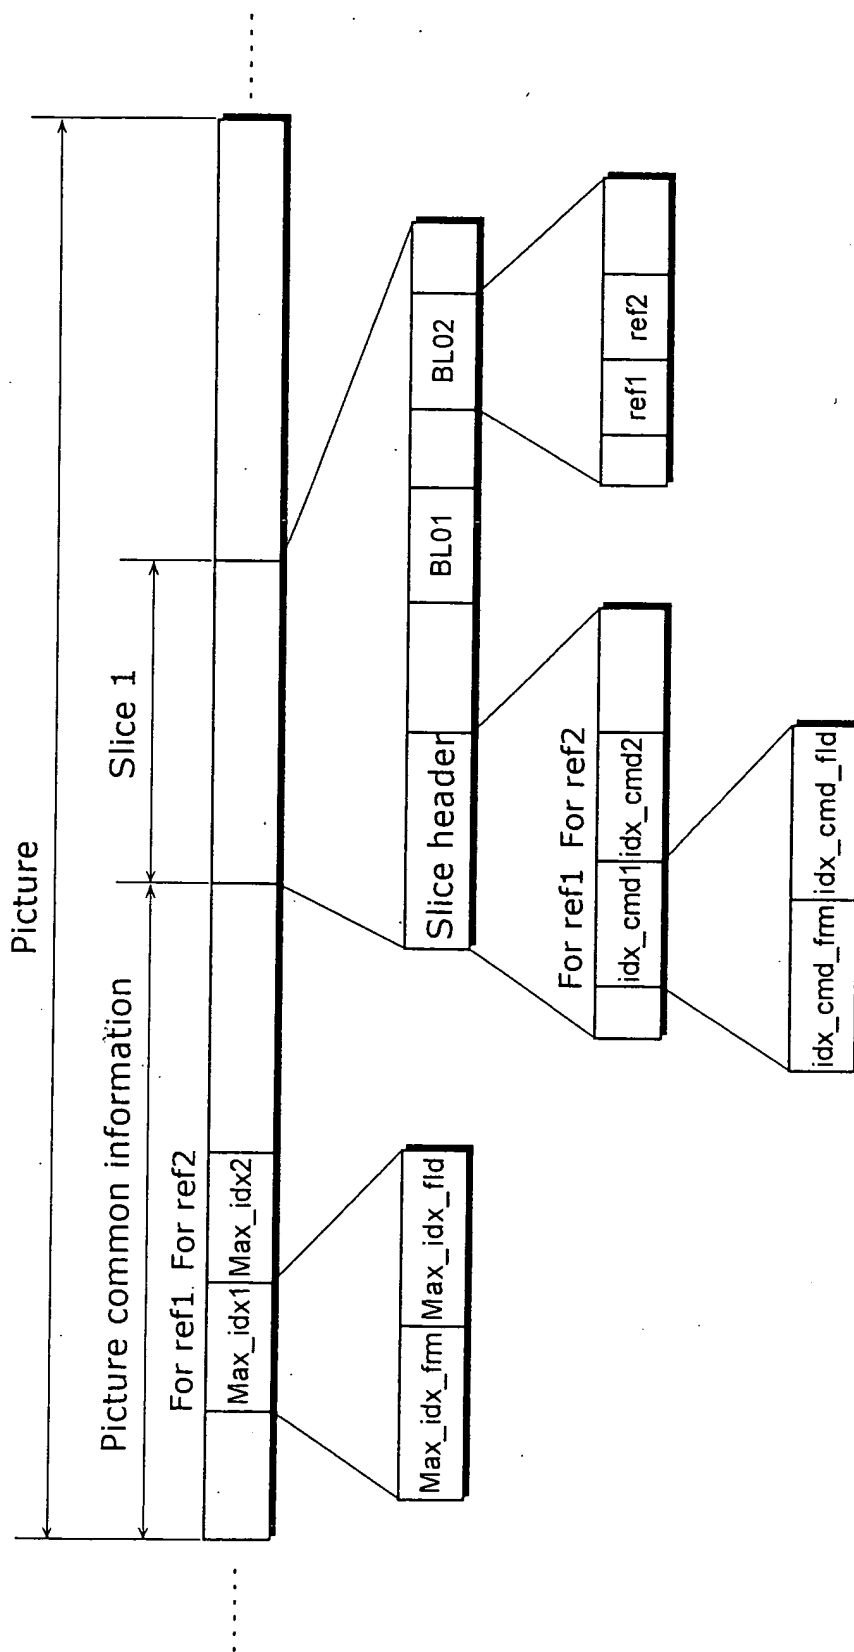 Picture
Picture common information
Slice 1
For ref1 For ref2
Max_idx1 Max_idx2
Max_idx_frm Max_idx_fld
Slice header BL01 BL02
For ref1 For ref2
idx_cmd1 idx_cmd2
ref1 ref2
idx_cmd_frm idx_cmd_fld